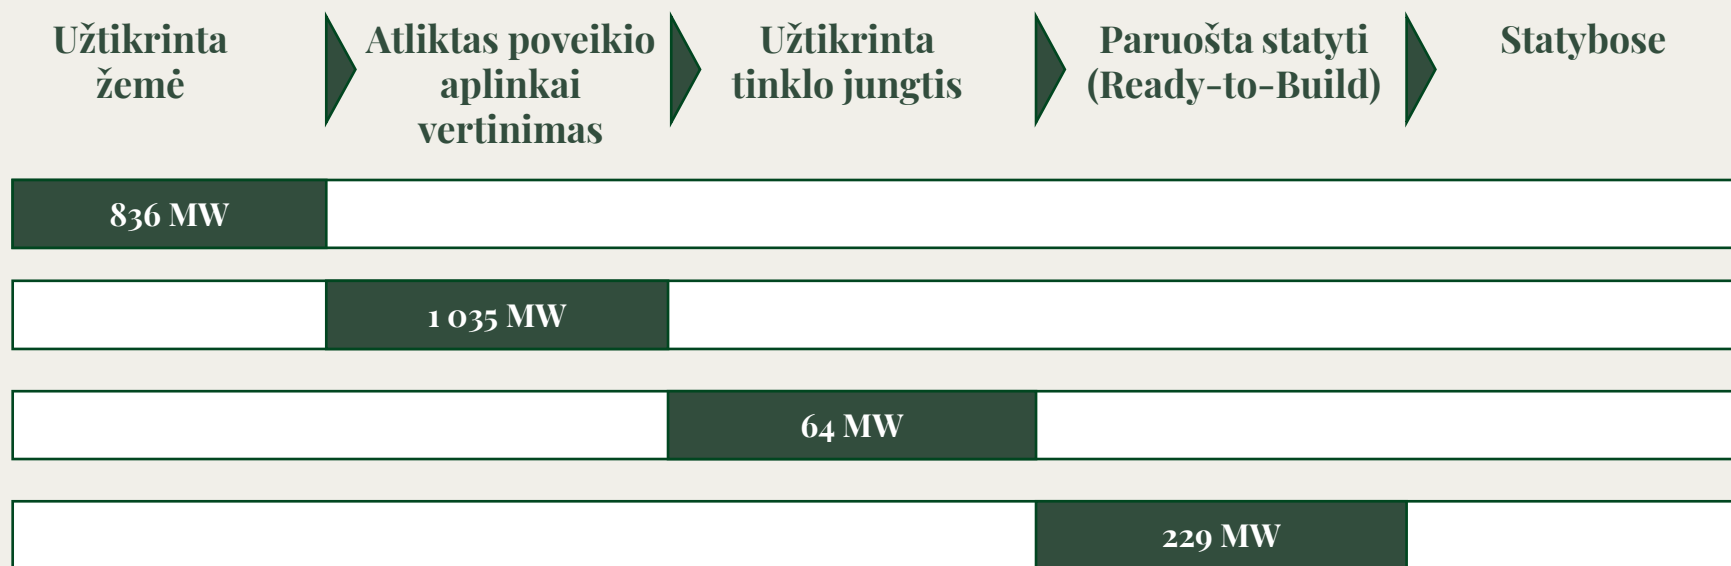 Užtikrinta
žemė
Atliktas poveikio
aplinkai
vertinimas
Užtikrinta
tinklo jungtis
Paruošta statyti
(Ready-to-Build)
Statybose
836 MW
1 035 MW
64 MW
229 MW